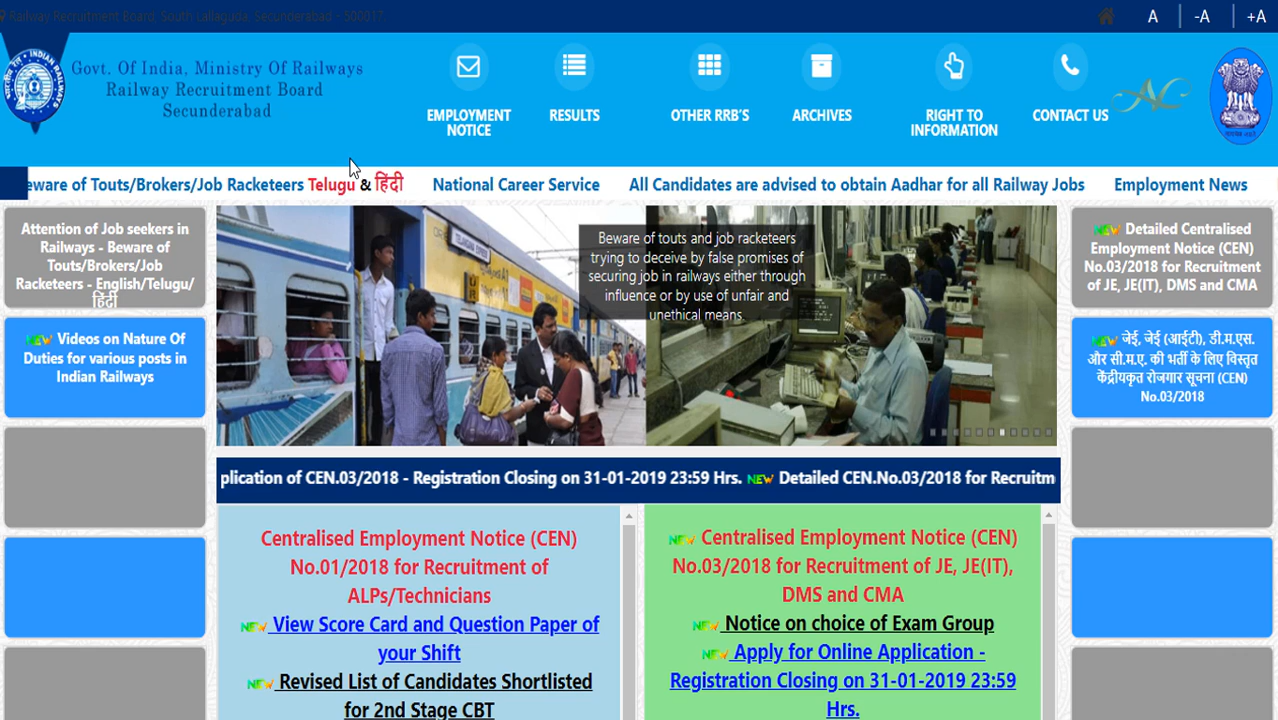 Railway Recruitment Board, South Lallaguda, Secunderabad - 500017.
A
-A
+A
Govt. Of India, Ministry Of Railways
Railway Recruitment Board
Secunderabad
EMPLOYMENT
NOTICE
RESULTS
OTHER RRB'S
ARCHIVES
RIGHT TO
INFORMATION
CONTACT US
AC
eware of Touts/Brokers/Job Racketeers Telugu & हिंदी
National Career Service
All Candidates are advised to obtain Aadhar for all Railway Jobs
Employment News
Attention of Job seekers in
Railways - Beware of
Touts/Brokers/Job
Racketeers - English/Telugu/
हिंदी
NEW Videos on Nature Of
Duties for various posts in
Indian Railways
Beware of touts and job racketeers
trying to deceive by false promises of
securing job in railways either through
influence or by use of unfair and
unethical means.
NEW Detailed Centralised
Employment Notice (CEN)
No.03/2018 for Recruitment
of JE, JE(IT), DMS and CMA
NEW जेई, जेई (आईटी), डी.म.एस.
और सी.म.ए. की भर्ती के लिए विस्तृत
केंद्रीयकृत रोजगार सूचना (CEN)
No.03/2018
plication of CEN.03/2018 - Registration Closing on 31-01-2019 23:59 Hrs. NEW Detailed CEN.No.03/2018 for Recruitm
Centralised Employment Notice (CEN)
No.01/2018 for Recruitment of
ALPs/Technicians
NEW View Score Card and Question Paper of
your Shift
NEW Revised List of Candidates Shortlisted
for 2nd Stage CBT
NEW Centralised Employment Notice (CEN)
No.03/2018 for Recruitment of JE, JE(IT),
DMS and CMA
NEW Notice on choice of Exam Group
NEW Apply for Online Application -
Registration Closing on 31-01-2019 23:59
Hrs.